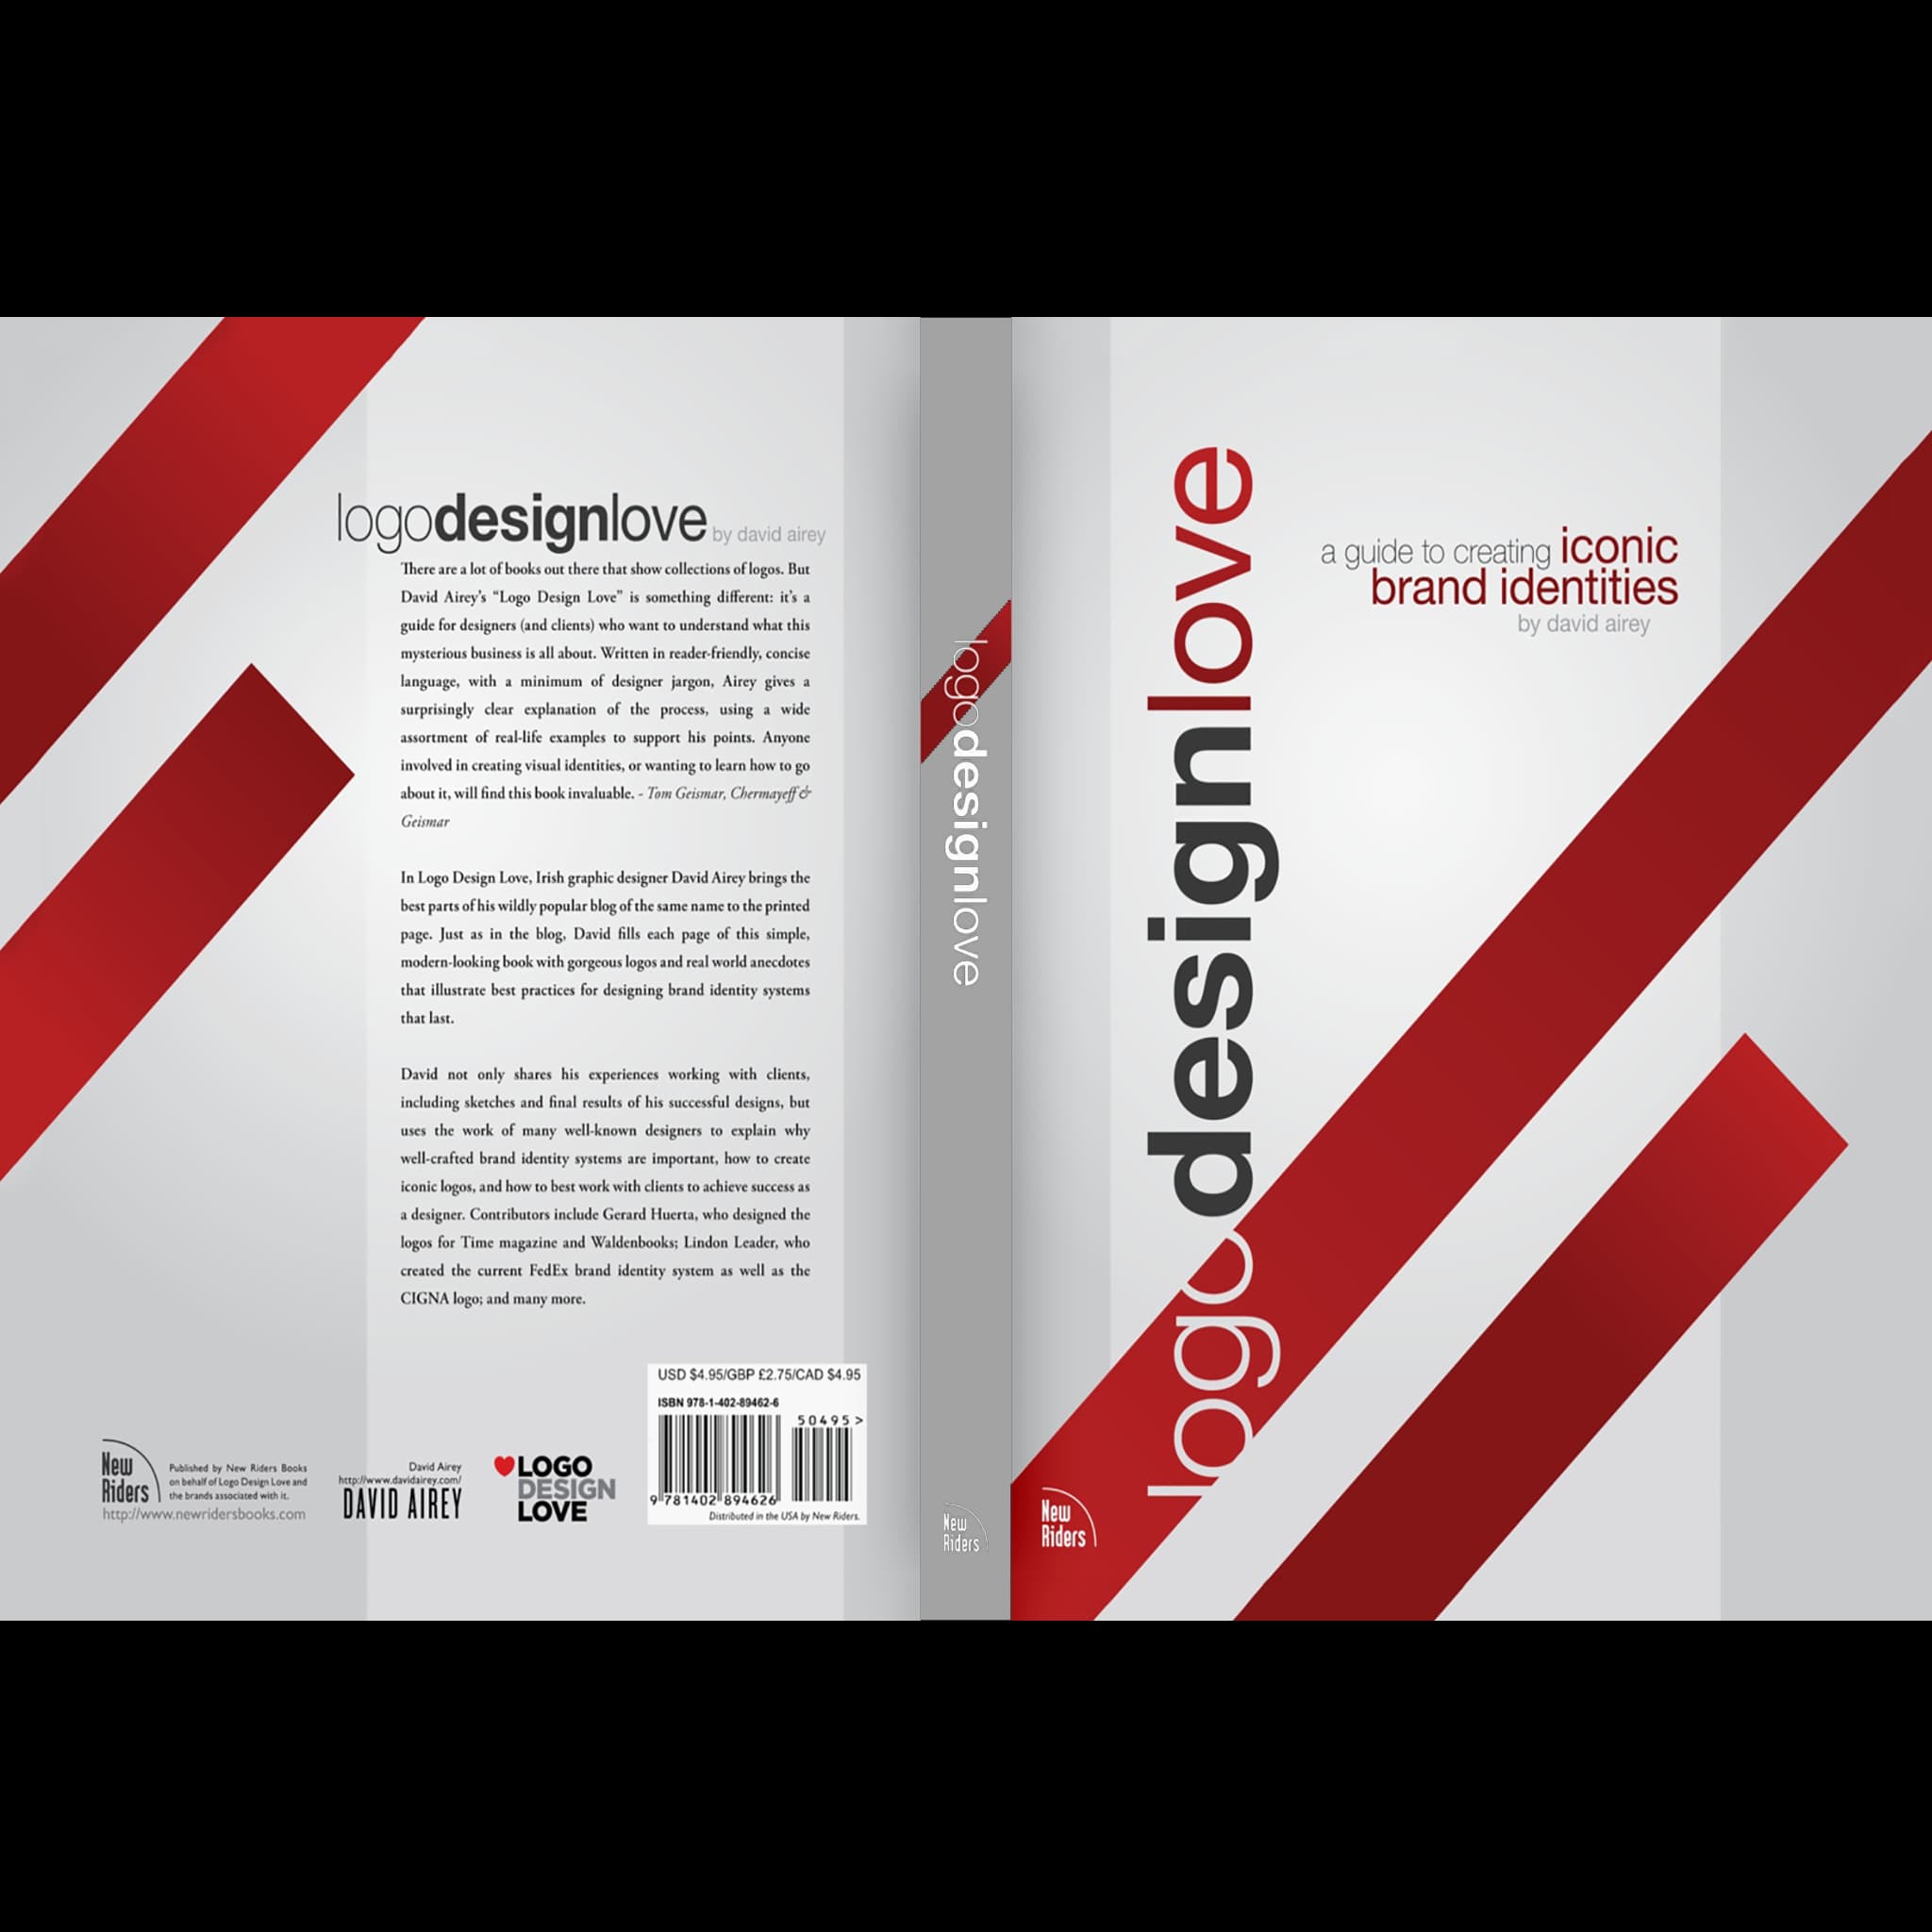 logodesignlove by david airey
There are a lot of books out there that show collections of logos. But
David Airey's “Logo Design Love” is something different: it's a
guide for designers (and clients) who want to understand what this
mysterious business is all about. Written in reader-friendly, concise
language, with a minimum of designer jargon, Airey gives a
surprisingly clear explanation of the process, using a wide
assortment of real-life examples to support his points. Anyone
involved in creating visual identities, or wanting to learn how to go
about it, will find this book invaluable. - Tom Geismar, Chermayeff &
Geismar
In Logo Design Love, Irish graphic designer David Airey brings the
best parts of his wildly popular blog of the same name to the printed
page. Just as in the blog, David fills each page of this simple,
modern-looking book with gorgeous logos and real world anecdotes
that illustrate best practices for designing brand identity systems
that last.
David not only shares his experiences working with clients,
including sketches and final results of his successful designs, but
uses the work of many well-known designers to explain why
well-crafted brand identity systems are important, how to create
iconic logos, and how to best work with clients to achieve success as
a designer. Contributors include Gerard Huerta, who designed the
logos for Time magazine and Waldenbooks; Lindon Leader, who
created the current FedEx brand identity system as well as the
CIGNA logo; and many more.
New
Riders
Published by New Riders Books
on behalf of Logo Design Love and
the brands associated with it.
http://www.newridersbooks.com
David Airey
http://www.davidairey.com/
DAVID AIREY
LOGO
DESIGN
LOVE
USD $4.95/GBP £2.75/CAD $4.95
ISBN 978-1-402-89462-6
50495>
9 781402 894626
Distributed in the USA by New Riders.
logodesignlove
New
Riders
logodesignlove
a guide to creating iconic
brand identities
by david airey
New
Riders